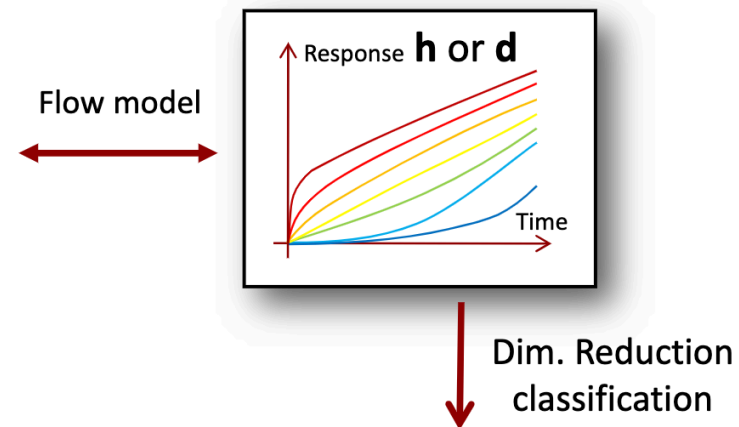 Response h or d
Flow model
Time
Dim. Reduction
classification